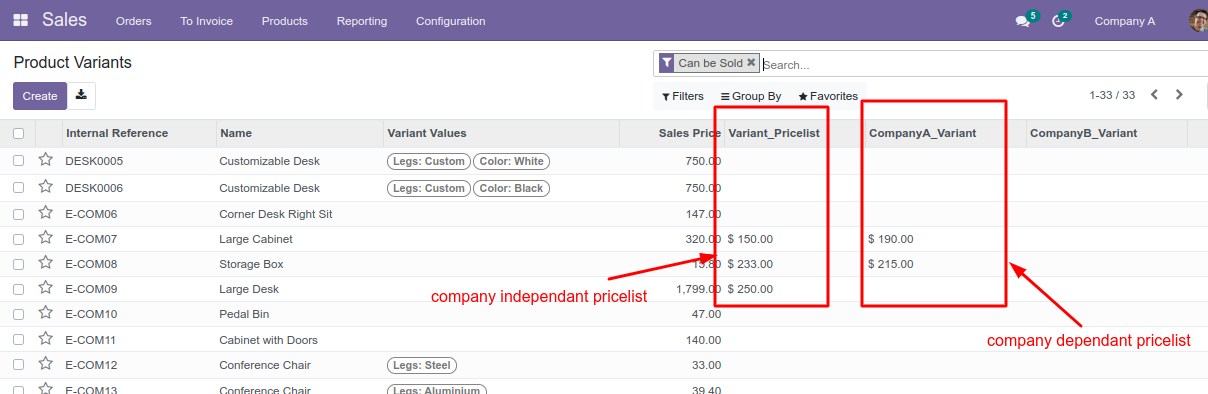 Sales Orders To Invoice Products Reporting Configuration 5 2 Company A
Product Variants
Can be Sold ✖ Search...
Create Filters Group By Favorites 1-33 / 33
Internal Reference Name Variant Values Sales Price Variant_Pricelist CompanyA_Variant CompanyB_Variant
DESK0005 Customizable Desk Legs: Custom Color: White 750.00
DESK0006 Customizable Desk Legs: Custom Color: Black 750.00
E-COM06 Corner Desk Right Sit 147.00
E-COM07 Large Cabinet 320.00 $ 150.00 $ 190.00
E-COM08 Storage Box 13.80 $ 233.00 $ 215.00
E-COM09 Large Desk 1,799.00 $ 250.00
company independant pricelist
E-COM10 Pedal Bin 47.00
E-COM11 Cabinet with Doors 140.00
company dependant pricelist
E-COM12 Conference Chair Legs: Steel 33.00
E-COM13 Conference Chair Legs: Aluminium 39.40